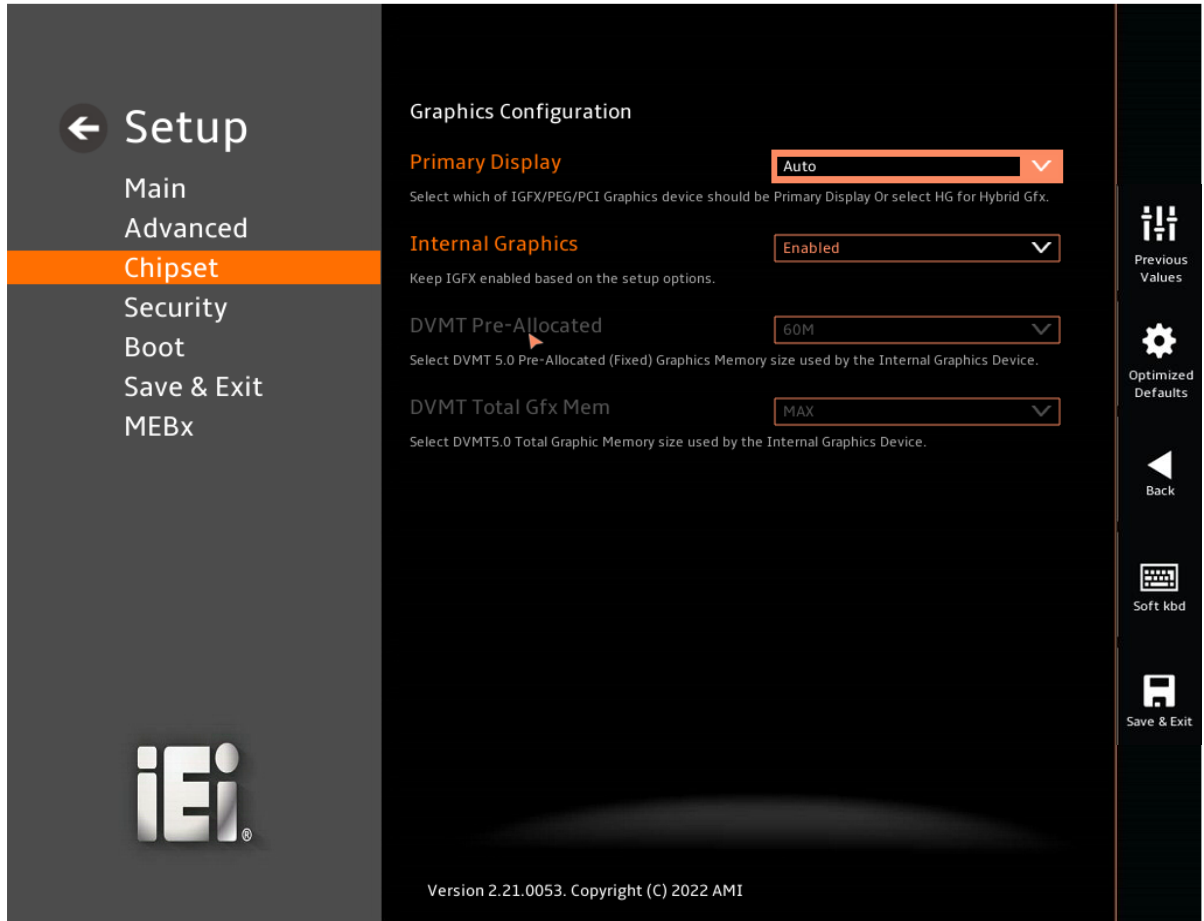 Setup
Main
Advanced
Chipset
Security
Boot
Save & Exit
MEBx
iEi®
Graphics Configuration
Primary Display
Auto
Select which of IGFX/PEG/PCI Graphics device should be Primary Display Or select HG for Hybrid Gfx.
Internal Graphics
Enabled
Keep IGFX enabled based on the setup options.
DVMT Pre-Allocated
60M
Select DVMT 5.0 Pre-Allocated (Fixed) Graphics Memory size used by the Internal Graphics Device.
DVMT Total Gfx Mem
MAX
Select DVMT5.0 Total Graphic Memory size used by the Internal Graphics Device.
Version 2.21.0053. Copyright (C) 2022 AMI
Previous
Values
Optimized
Defaults
Back
Soft kbd
Save & Exit